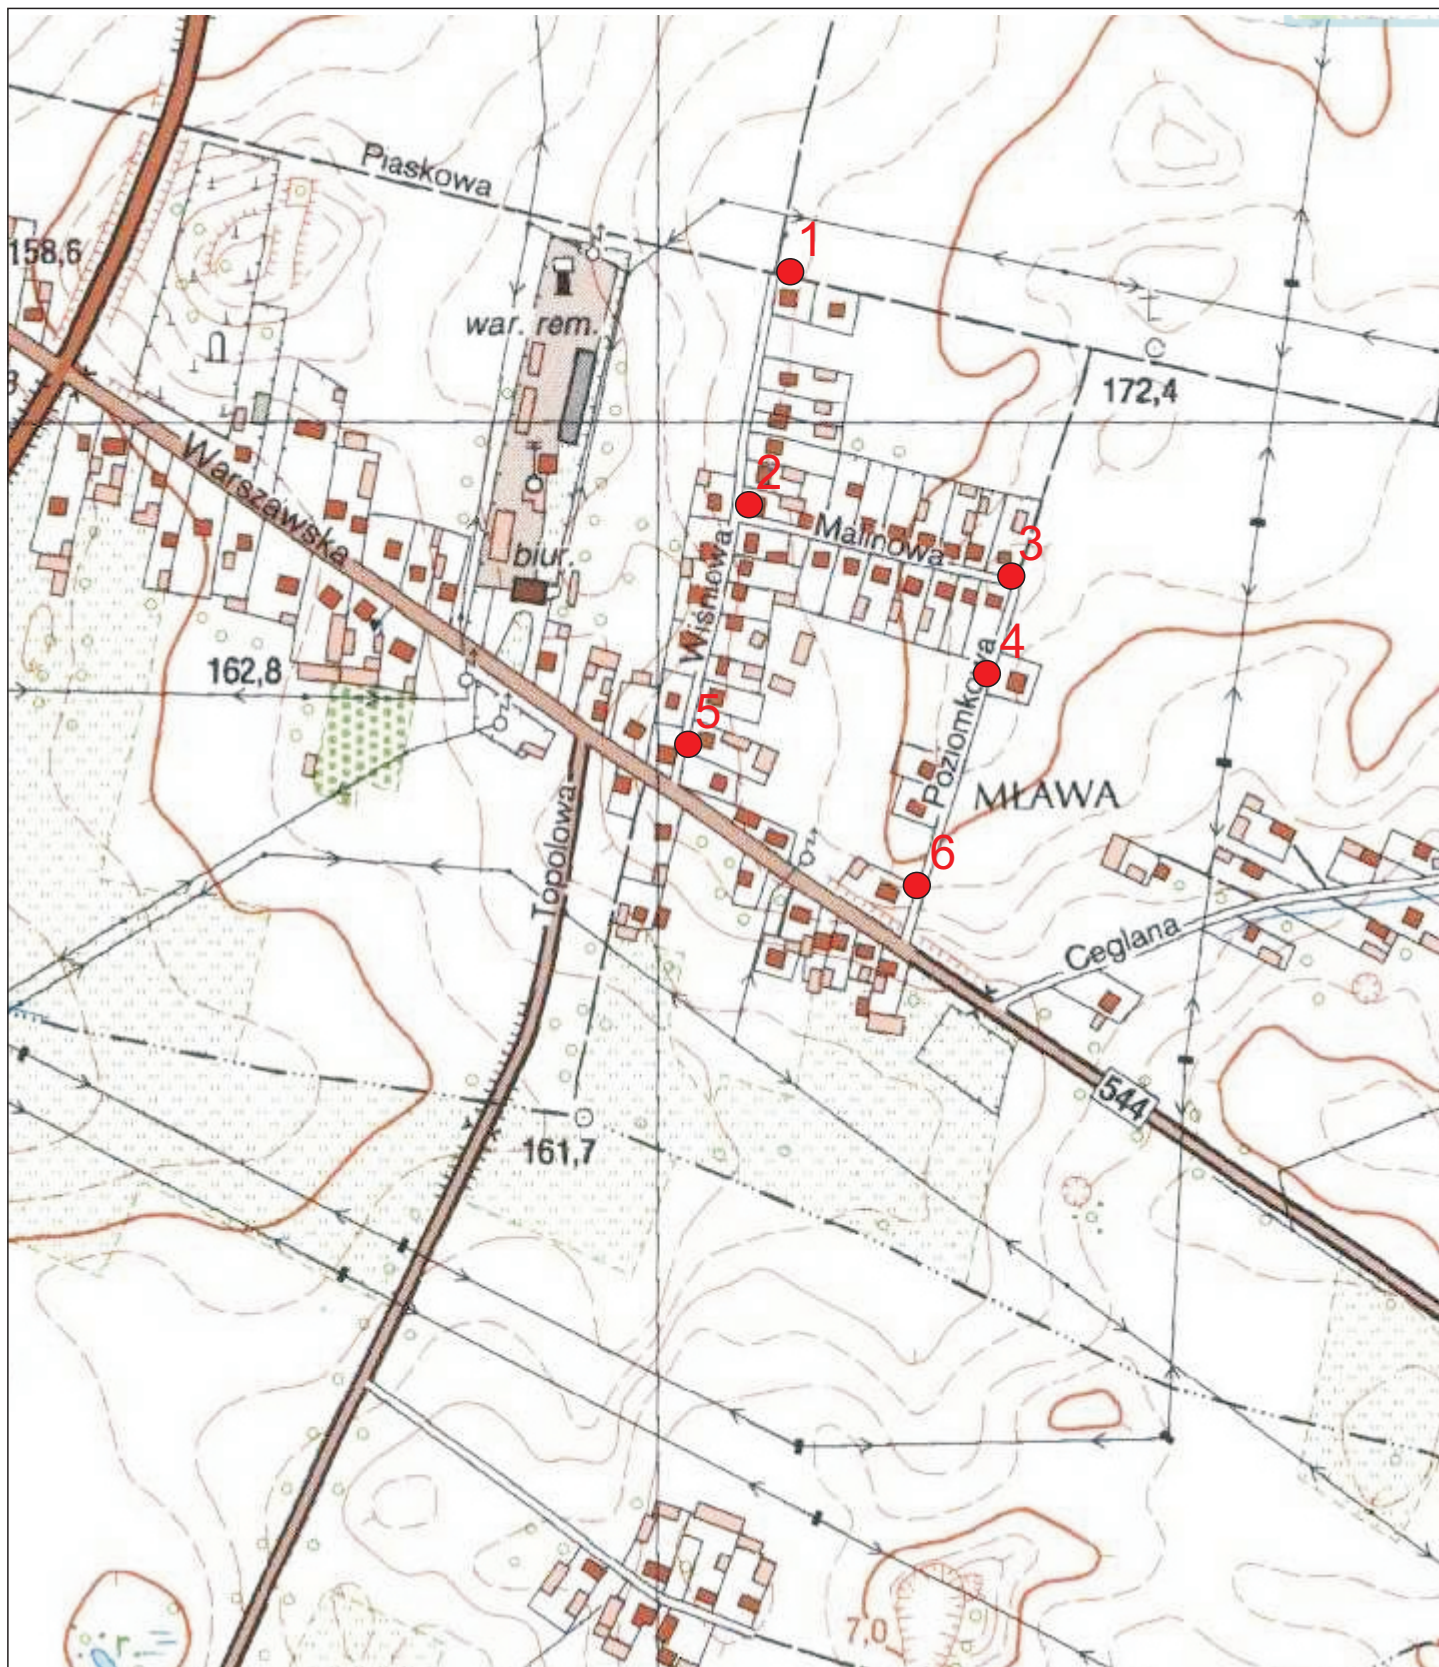 Piaskowa
1
158,6
war. rem.
172,4
Warszawska
2
Malinowa
3
biur.
Wiśniowa
4
162,8
5
Poziomkowa
MŁAWA
Topolowa
6
Ceglana
544
161,7
7,0
r